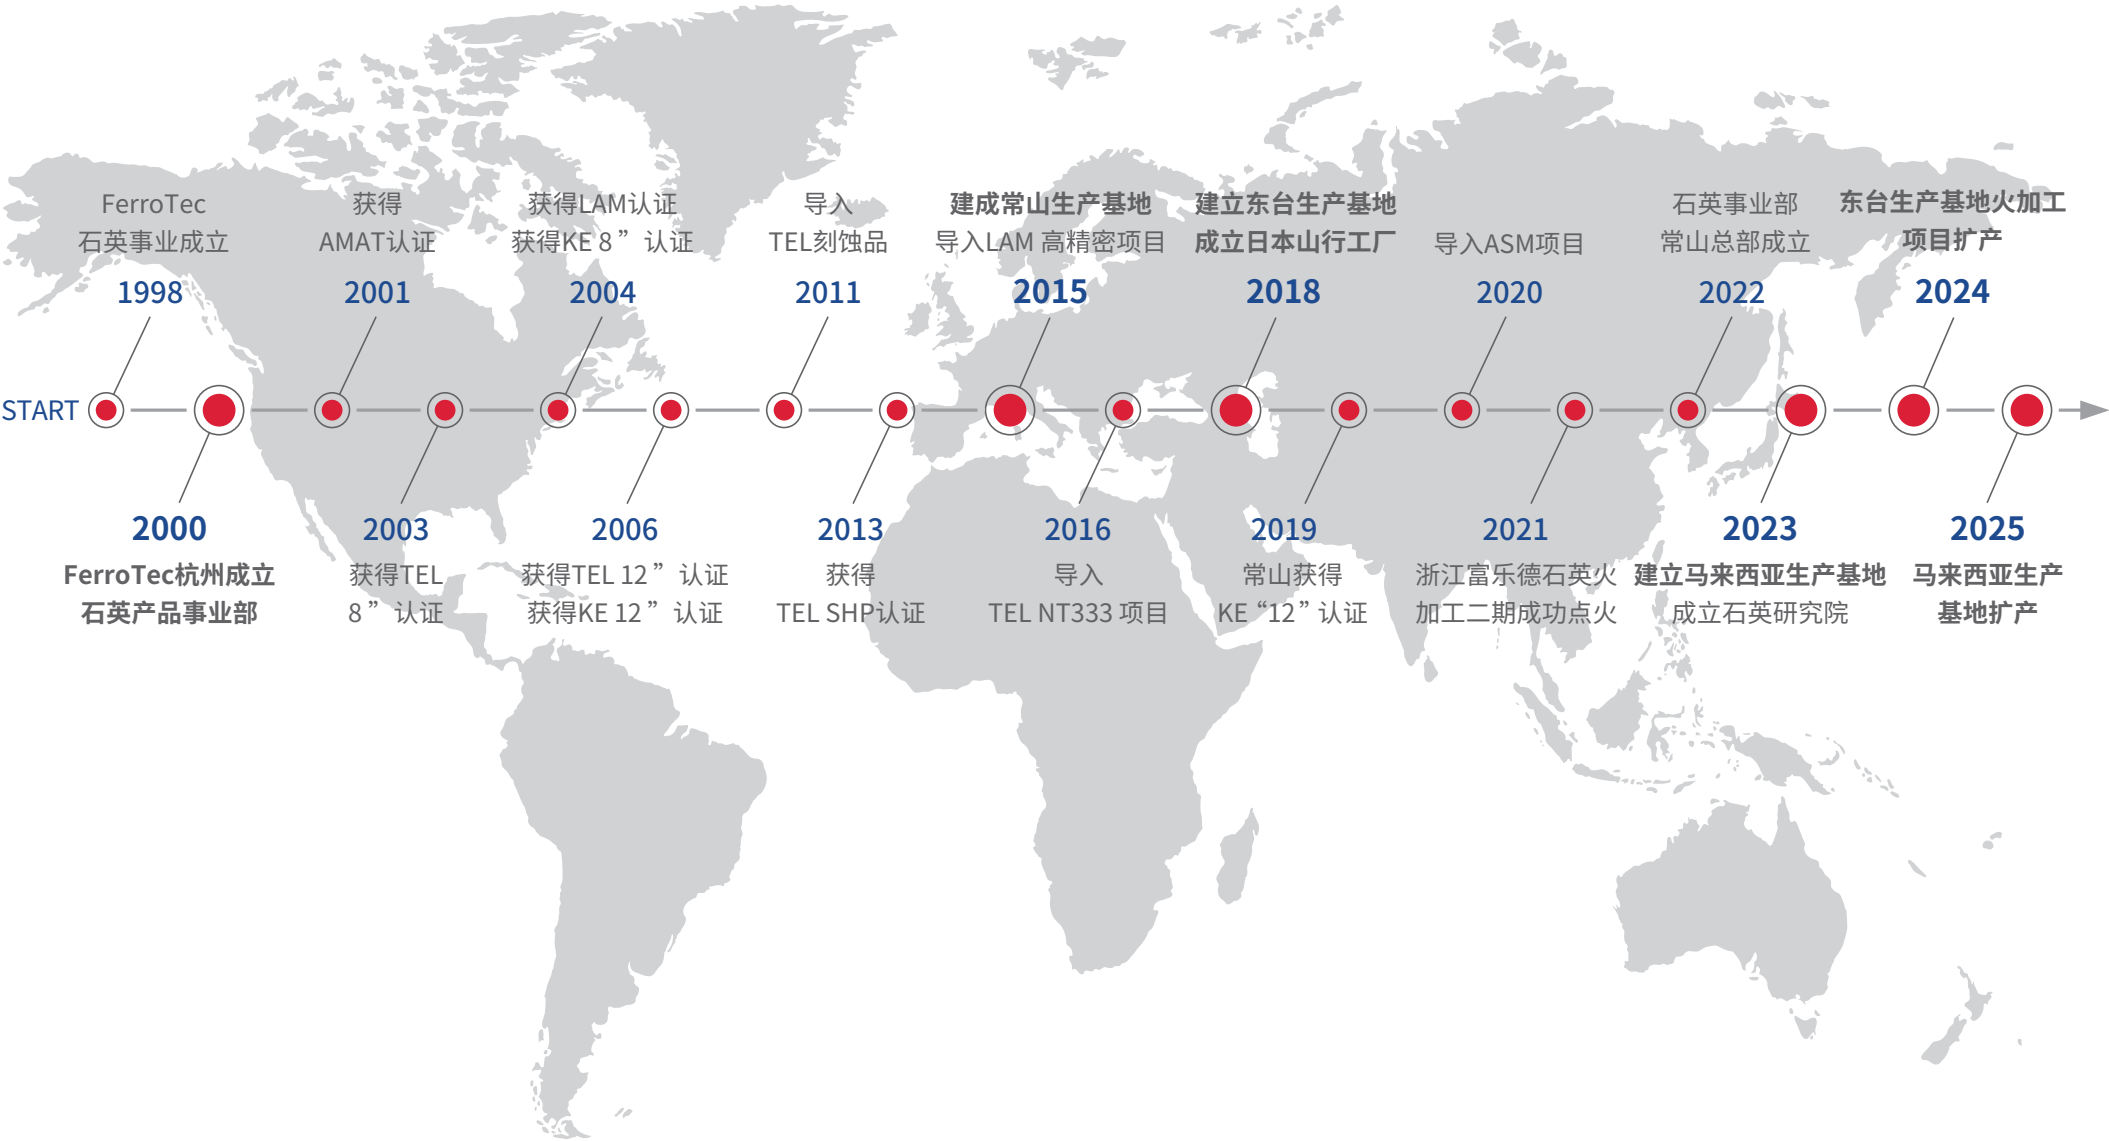 START
1998
FerroTec
石英事业成立
2000
FerroTec杭州成立
石英产品事业部
2001
获得
AMAT认证
2003
获得TEL
8”认证
2004
获得LAM认证
获得KE 8”认证
2006
获得TEL 12”认证
获得KE 12”认证
2011
导入
TEL刻蚀品
2013
获得
TEL SHP认证
2015
建成常山生产基地
导入LAM 高精密项目
2016
导入
TEL NT333 项目
2018
建立东台生产基地
成立日本山行工厂
2019
常山获得
KE “12”认证
2020
导入ASM项目
2021
浙江富乐德石英火
加工二期成功点火
2022
石英事业部
常山总部成立
2023
建立马来西亚生产基地
成立石英研究院
2024
东台生产基地火加工
项目扩产
2025
马来西亚生产
基地扩产